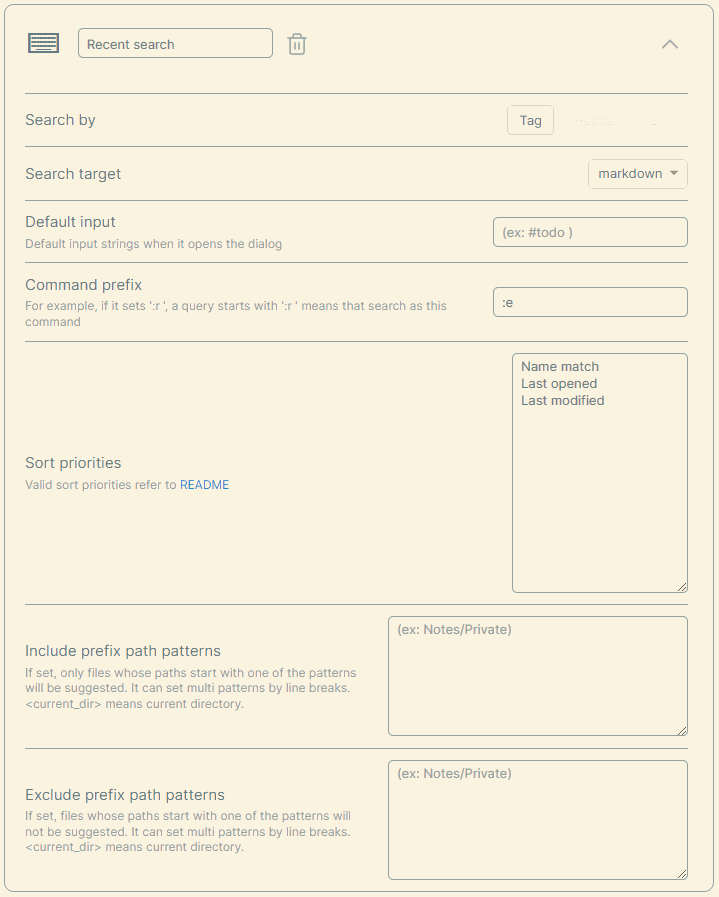 Recent search
Search by
Tag
Search target
markdown
Default input
Default input strings when it opens the dialog
(ex: #todo )
Command prefix
For example, if it sets ':r ', a query starts with ':r ' means that search as this
command
:e
Name match
Last opened
Last modified
Sort priorities
Valid sort priorities refer to README
Include prefix path patterns
If set, only files whose paths start with one of the patterns
will be suggested. It can set multi patterns by line breaks.
<current_dir> means current directory.
(ex: Notes/Private)
Exclude prefix path patterns
If set, files whose paths start with one of the patterns will
not be suggested. It can set multi patterns by line breaks.
<current_dir> means current directory.
(ex: Notes/Private)